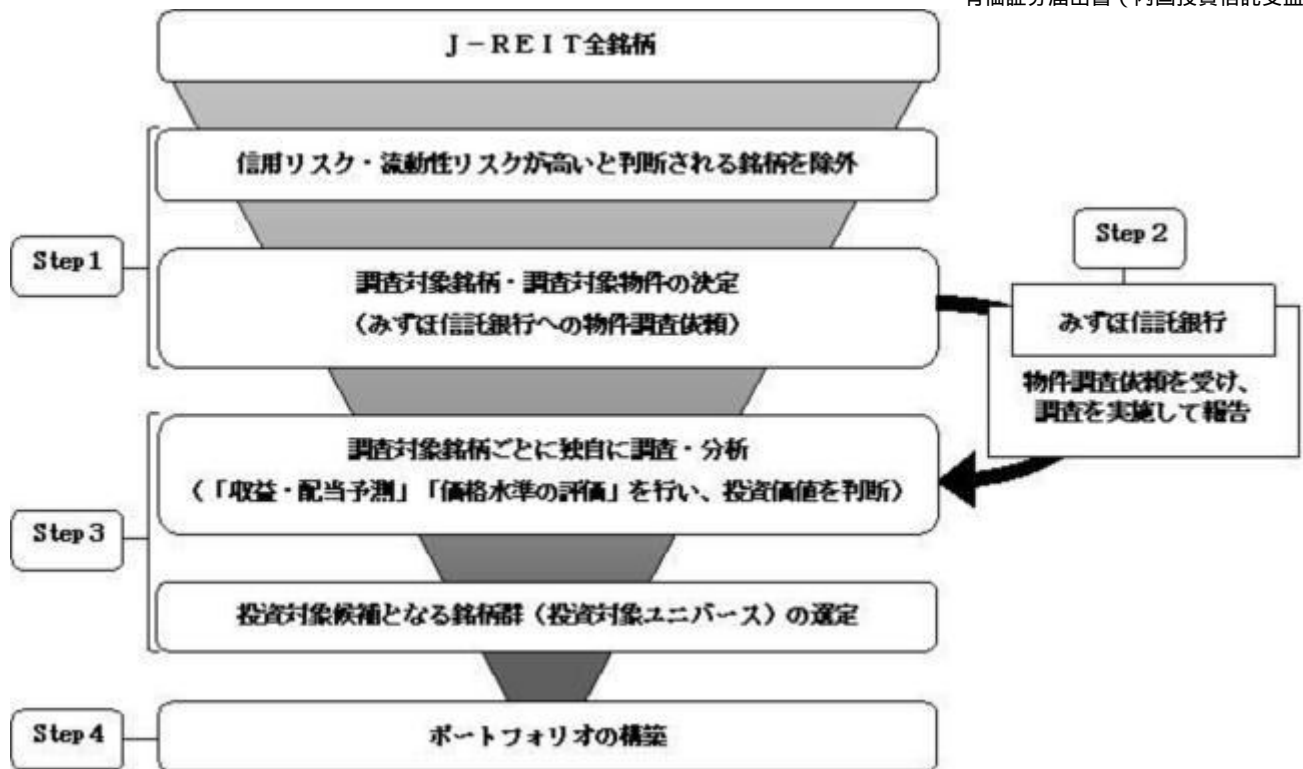 J－REIT全銘柄
信用リスク・流動性リスクが高いと判断される銘柄を除外
Step1
調査対象銘柄・調査対象物件の決定
（みずほ信託銀行への物件調査依頼）
Step2
みずほ信託銀行
物件調査依頼を受け、
調査を実施して報告
調査対象銘柄ごとに独自に調査・分析
（「収益・配当予測」「価格水準の評価」を行い、投資価値を判断）
Step3
投資対象候補となる銘柄群（投資対象ユニバース）の選定
Step4
ポートフォリオの構築